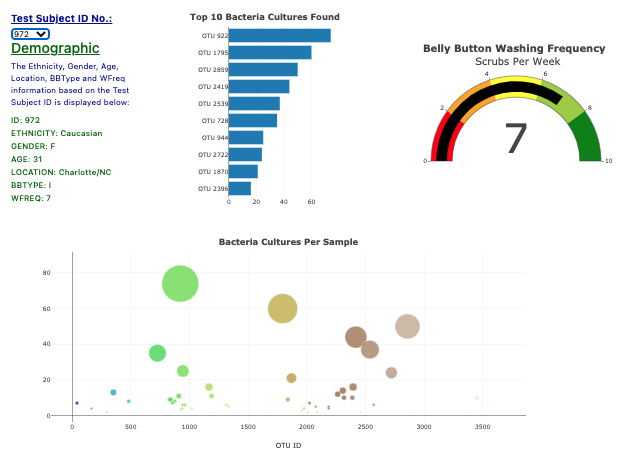 Test Subject ID No.:
972
Demographic
The Ethnicity, Gender, Age,
Location, BBType and WFreq
information based on the Test
Subject ID is displayed below:
ID: 972
ETHNICITY: Caucasian
GENDER: F
AGE: 31
LOCATION: Charlotte/NC
BBTYPE: I
WFREQ: 7
Top 10 Bacteria Cultures Found
OTU 922
OTU 1795
OTU 2859
OTU 2419
OTU 2539
OTU 728
OTU 944
OTU 2722
OTU 1870
OTU 2396
0 20 40 60
Belly Button Washing Frequency
Scrubs Per Week
0 2 4 6 8 10
7
Bacteria Cultures Per Sample
80
60
40
20
0
0 500 1000 1500 2000 2500 3000 3500
OTU ID